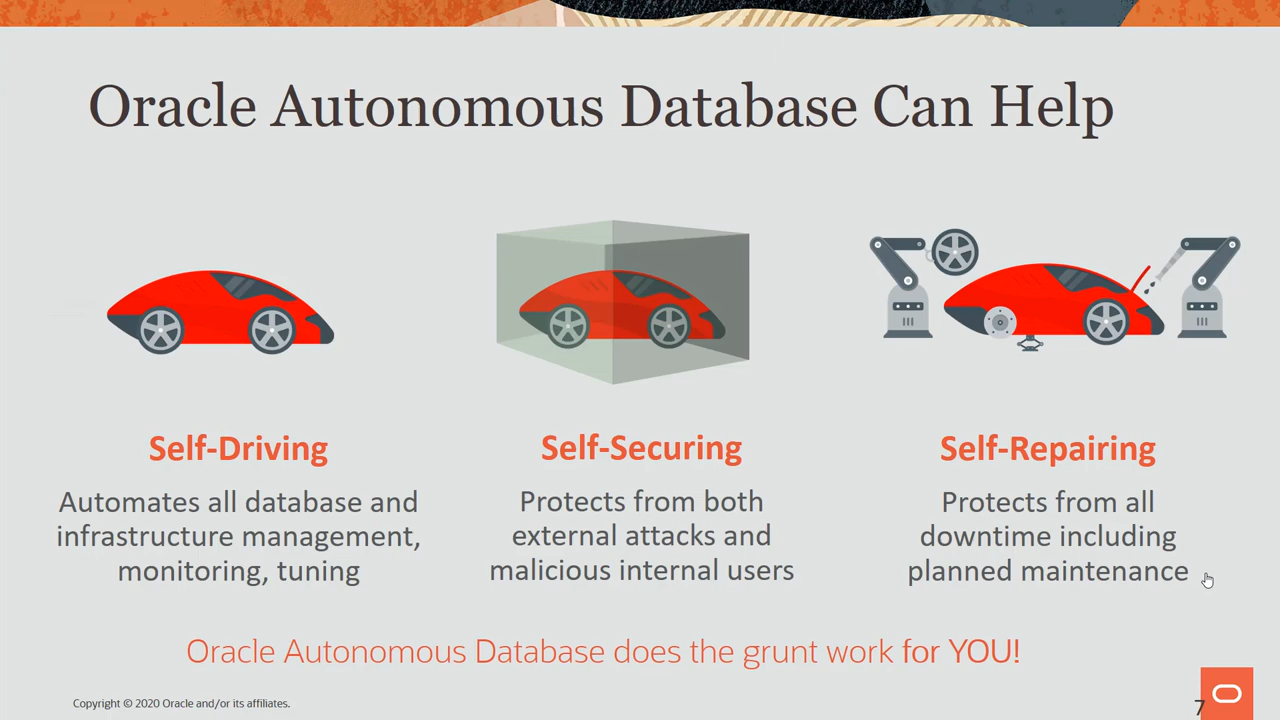 Oracle Autonomous Database Can Help
Self-Driving
Automates all database and
infrastructure management,
monitoring, tuning
Self-Securing
Protects from both
external attacks and
malicious internal users
Self-Repairing
Protects from all
downtime including
planned maintenance
Oracle Autonomous Database does the grunt work for YOU!
Copyright © 2020 Oracle and/or its affiliates.
7